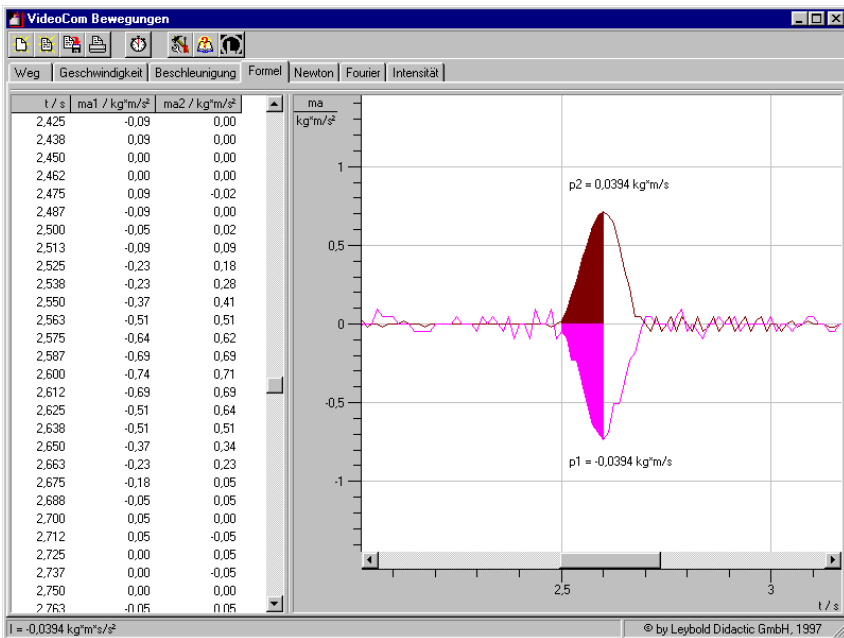 VideoCom Bewegungen
Weg Geschwindigkeit Beschleunigung Formel Newton Fourier Intensität
t / s ma1 / kg*m/s² ma2 / kg*m/s²
2,425 -0,09 0,00
2,438 0,09 0,00
2,450 0,00 0,00
2,462 0,00 0,00
2,475 0,09 -0,02
2,487 -0,09 0,00
2,500 -0,05 0,02
2,513 -0,09 0,09
2,525 -0,23 0,18
2,538 -0,23 0,28
2,550 -0,37 0,41
2,563 -0,51 0,51
2,575 -0,64 0,62
2,587 -0,69 0,69
2,600 -0,74 0,71
2,612 -0,69 0,69
2,625 -0,51 0,64
2,638 -0,51 0,51
2,650 -0,37 0,34
2,663 -0,23 0,23
2,675 -0,18 0,05
2,688 -0,05 0,05
2,700 0,05 0,00
2,712 0,05 -0,05
2,725 0,00 0,05
2,737 0,00 -0,05
2,750 0,00 0,00
2,763 -0,05 0,05
ma
kg*m/s²
1
p2 = 0,0394 kg*m/s
0,5
0
-0,5
p1 = -0,0394 kg*m/s
-1
2,5 3
t / s
I = -0,0394 kg*m*s/s²
© by Leybold Didactic GmbH, 1997